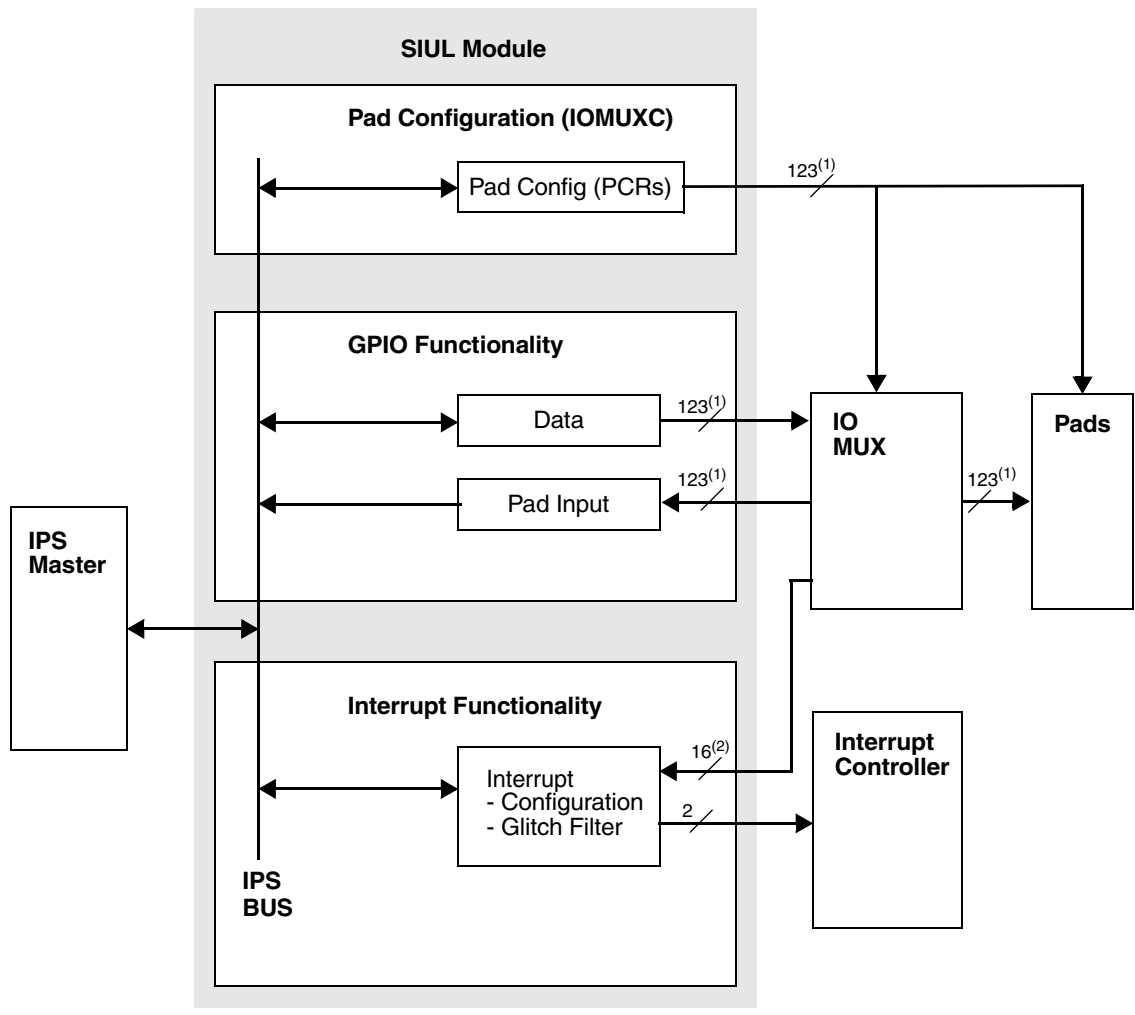 SIUL Module
Pad Configuration (IOMUXC)
Pad Config (PCRs)
123(1)
GPIO Functionality
Data
123(1)
IO
MUX
Pads
Pad Input
123(1)
123(1)
IPS
Master
Interrupt Functionality
Interrupt
- Configuration
- Glitch Filter
16(2)
2
Interrupt
Controller
IPS
BUS